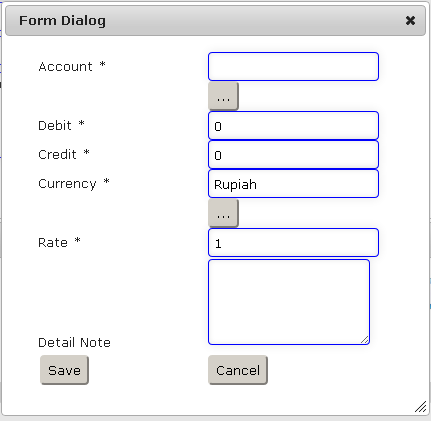 Form Dialog
Account *
...
Debit * 0
Credit * 0
Currency * Rupiah
...
Rate * 1
Detail Note
Save Cancel